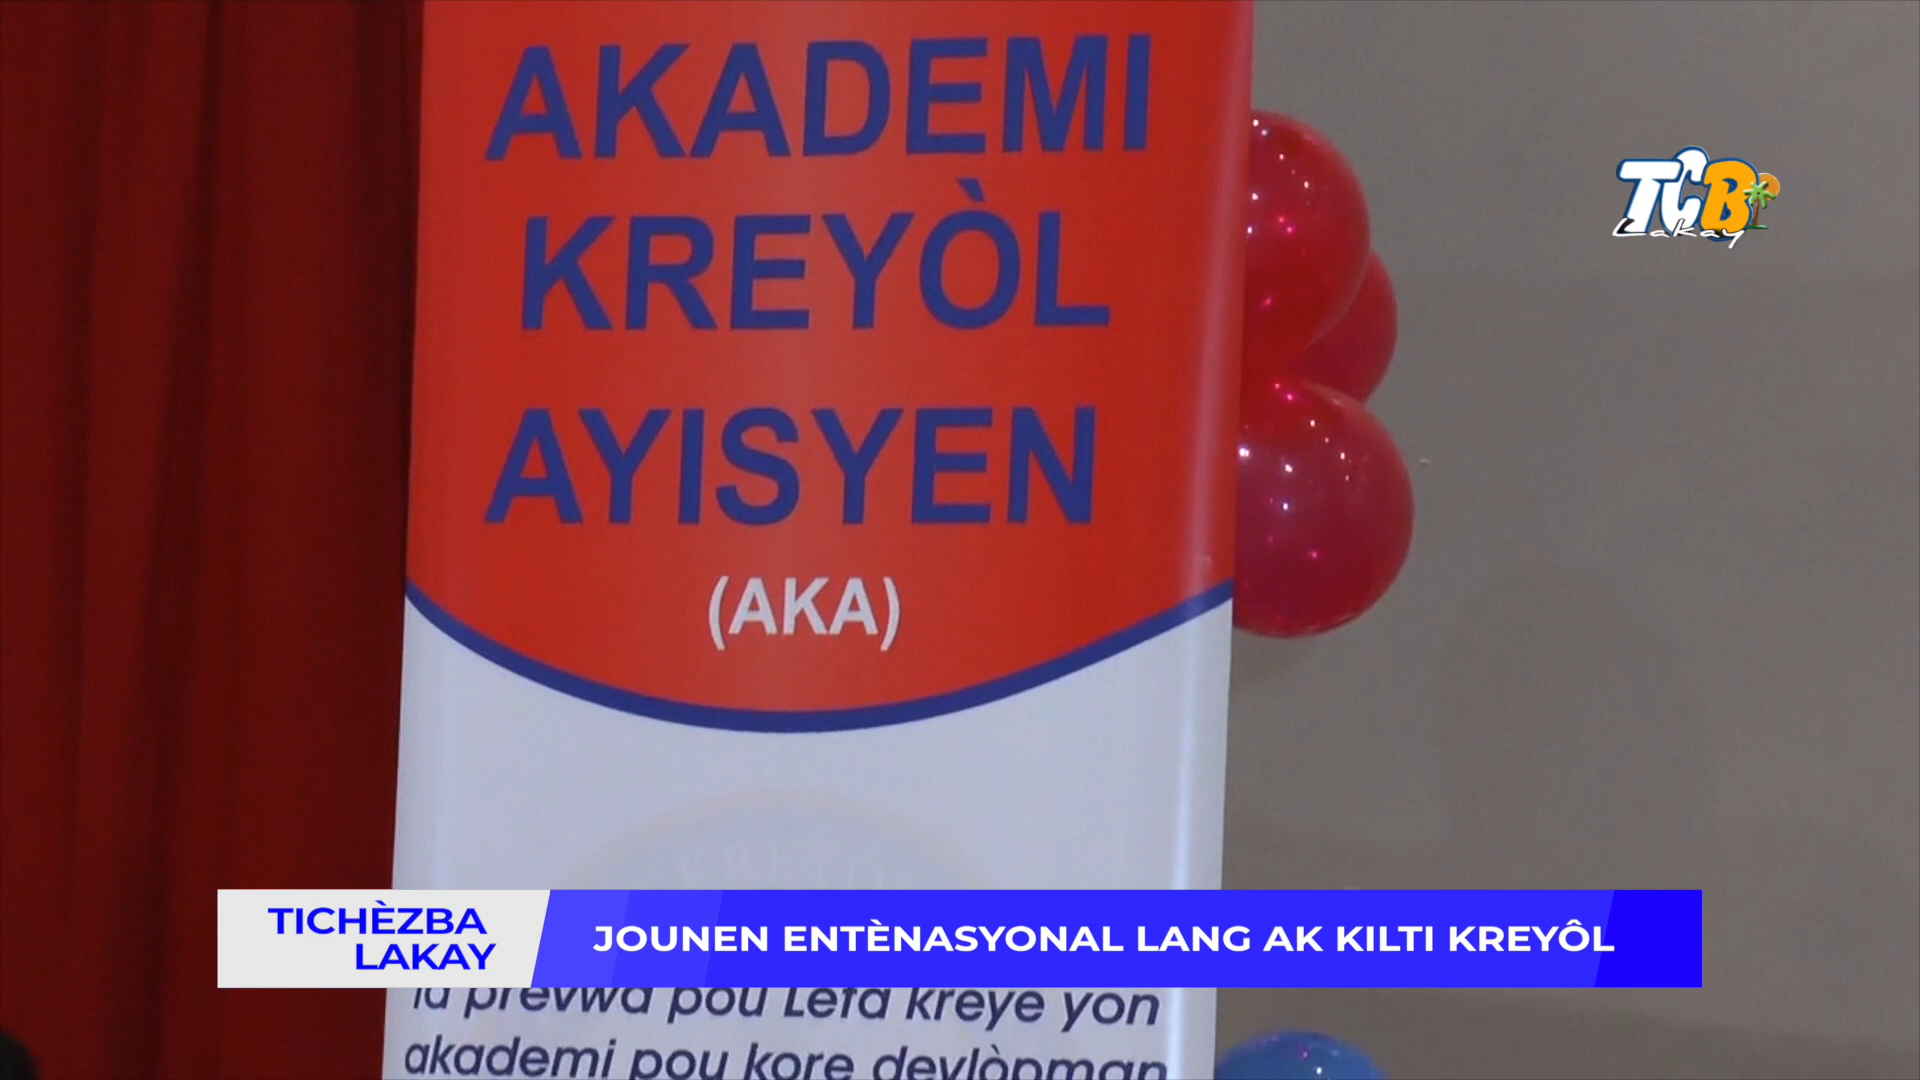 AKADEMI
KREYÒL
AYISYEN
(AKA)
TCB
Lakay
TICHÈZBA
LAKAY
JOUNEN ENTÈNASYONAL LANG AK KILTI KREYÔL
la prevwa pou Leta kreye yon
akademi pou kore devlòpman